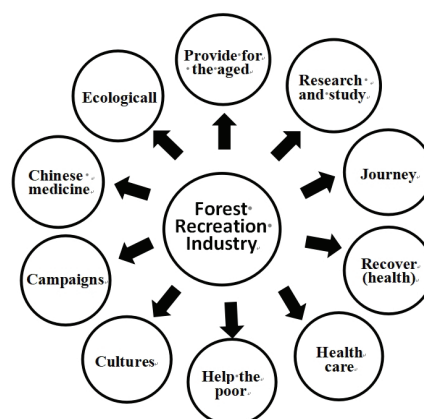 Provide for
the aged
Research
and study
Ecologicall
Journey
Chinese
medicine
Forest
Recreation
Industry
Recover
(health)
Campaigns
Cultures
Health
care
Help the
poor